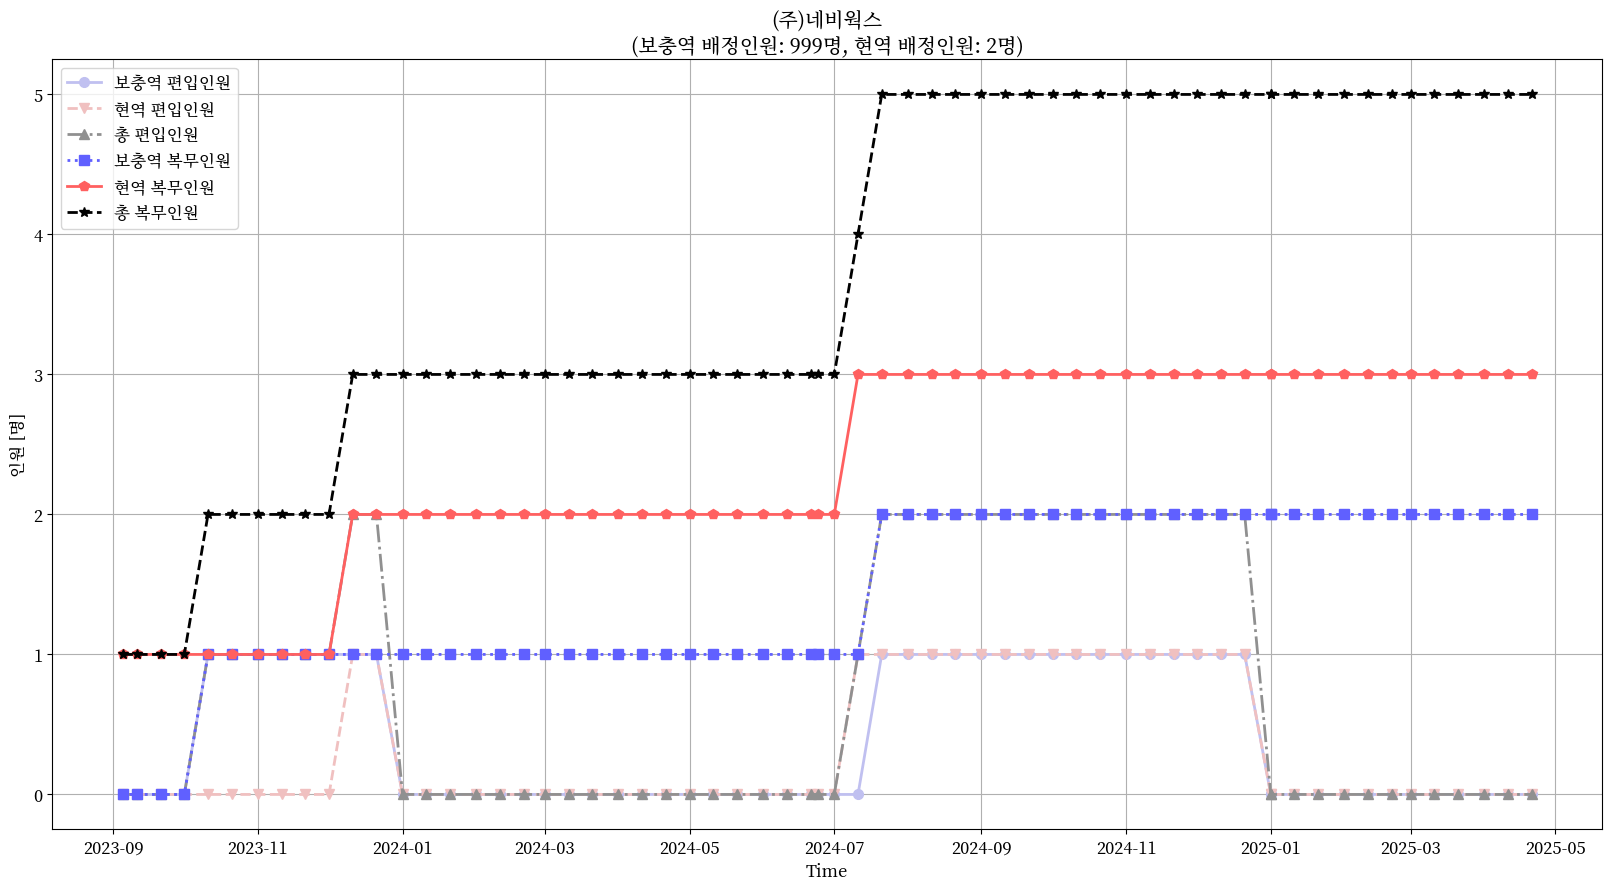 (주)네비웍스
(보충역 배정인원: 999명, 현역 배정인원: 2명)
보충역 편입인원
현역 편입인원
총 편입인원
보충역 복무인원
현역 복무인원
총 복무인원
인원 [명]
5
4
3
2
1
0
2023-09
2023-11
2024-01
2024-03
2024-05
2024-07
2024-09
2024-11
2025-01
2025-03
2025-05
Time